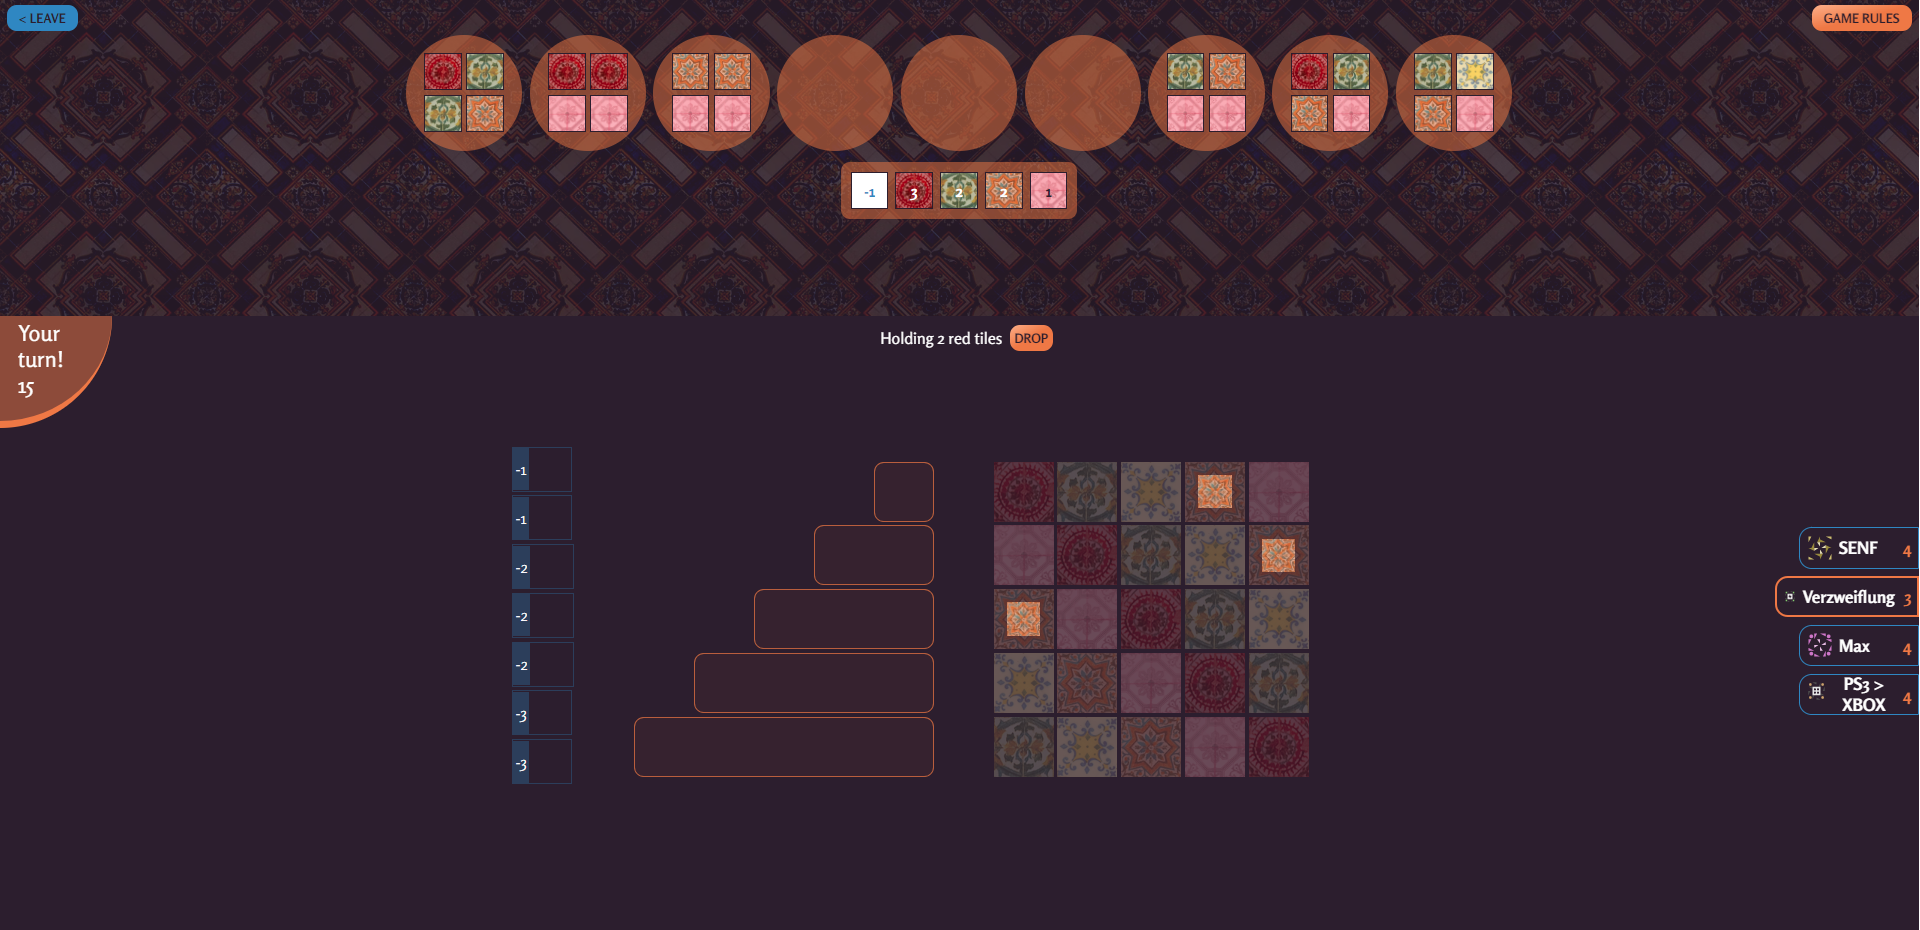 < LEAVE
GAME RULES
-1 3 2 2 1
Your
turn!
15
Holding 2 red tiles DROP
-1
-1
-2
-2
-2
-3
-3
SENF 4
Verzweiflung 3
Max 4
PS3 >
XBOX 4